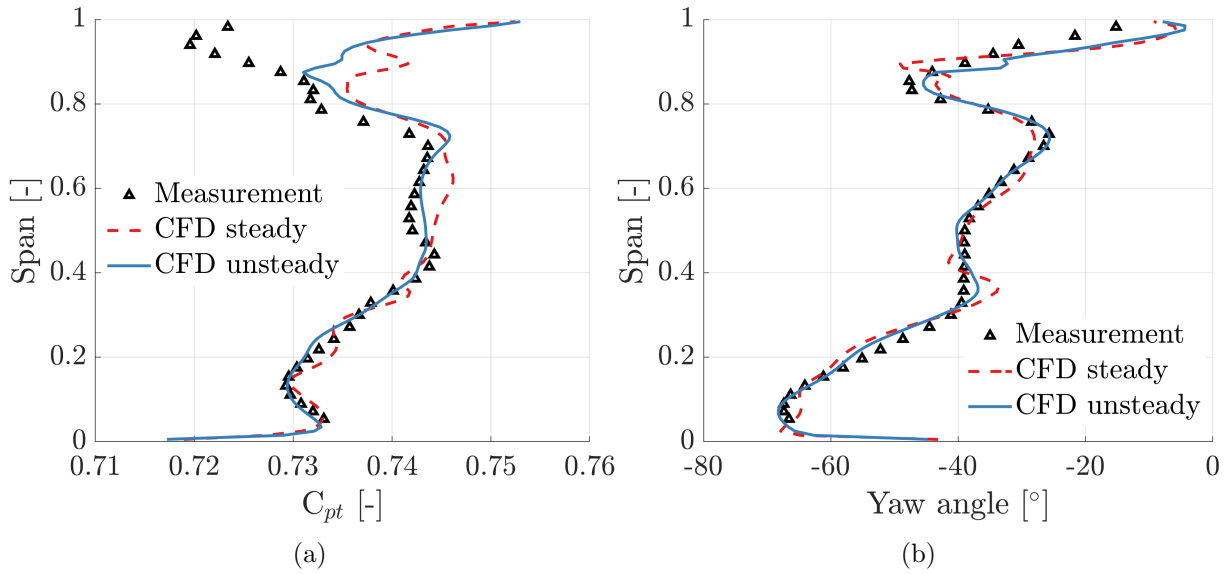 1
0.8
0.6
0.4
0.2
0
Span [-]
Measurement
CFD steady
CFD unsteady
0.71 0.72 0.73 0.74 0.75 0.76
C_pt [-]
(a)
1
0.8
0.6
0.4
0.2
0
Span [-]
Measurement
CFD steady
CFD unsteady
-80 -60 -40 -20 0
Yaw angle [°]
(b)